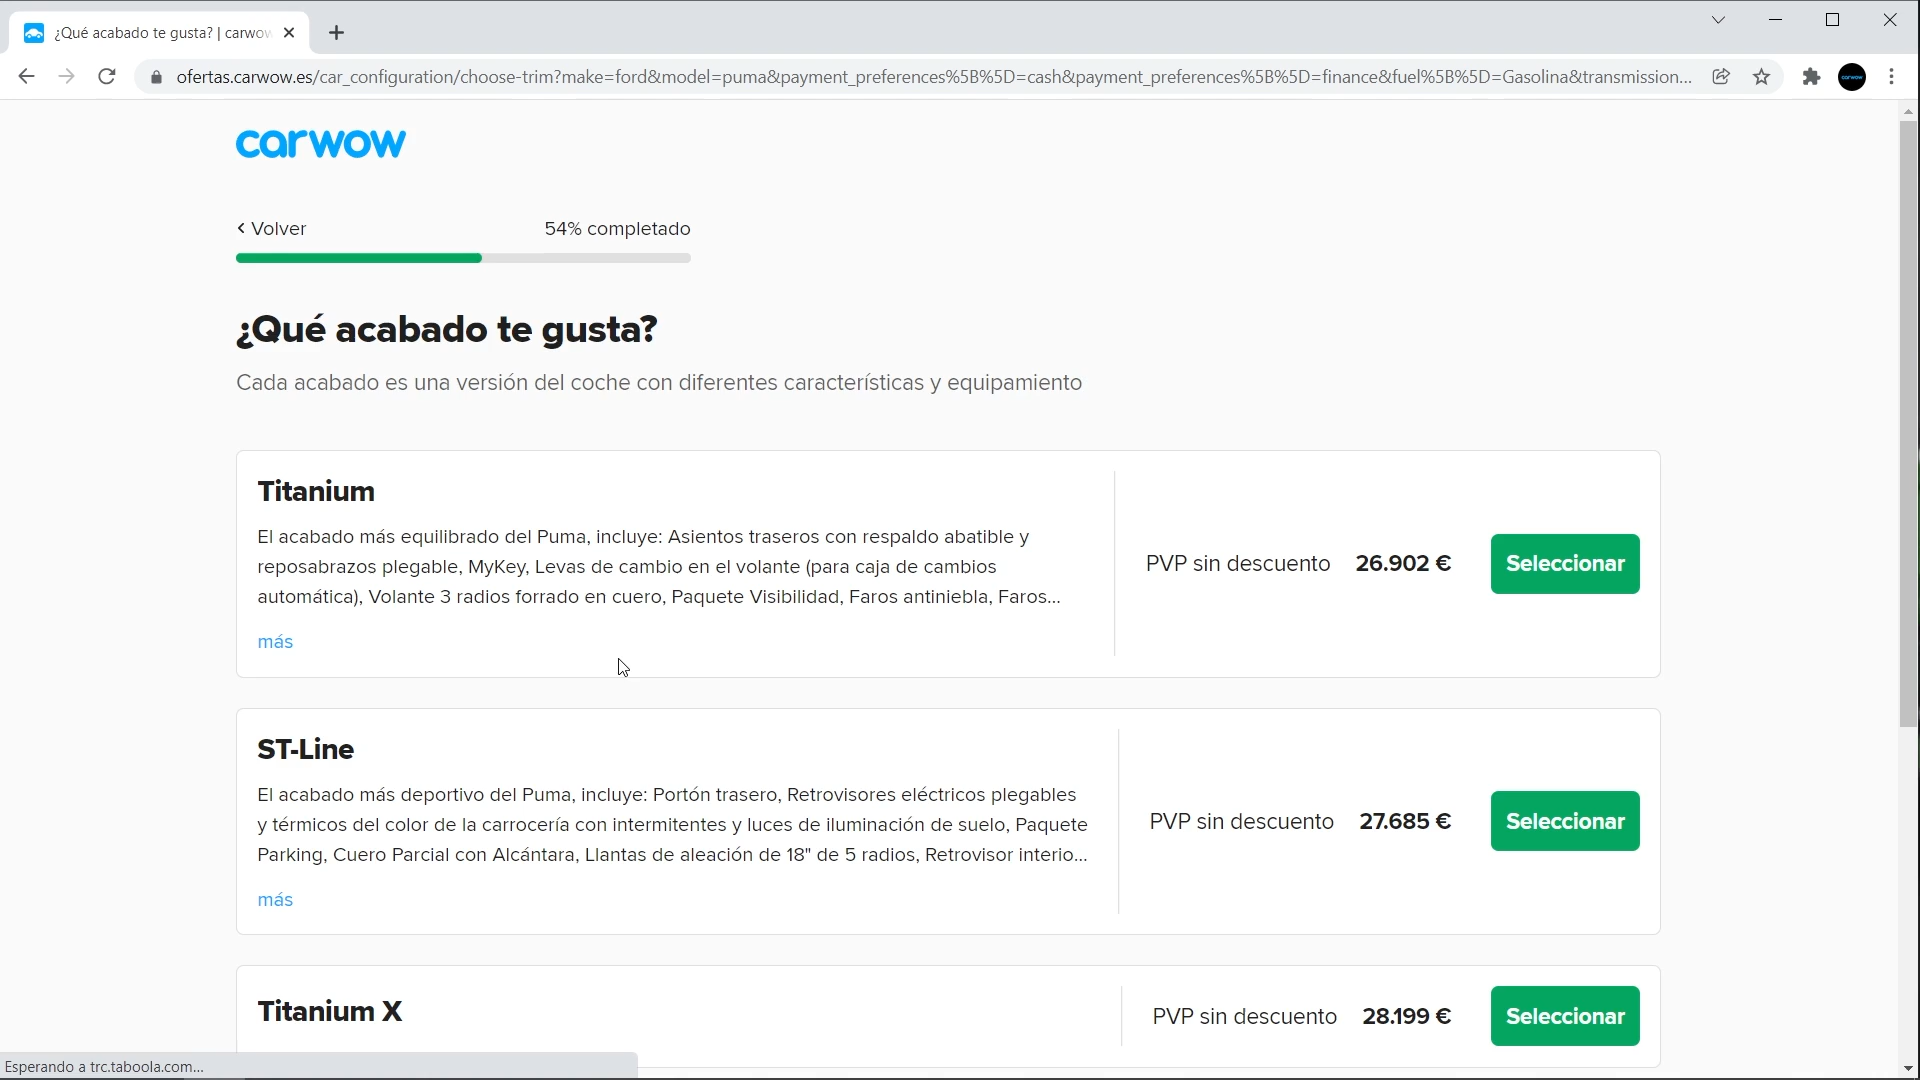 ¿Qué acabado te gusta? | carwow
ofertas.carwow.es/car_configuration/choose-trim?make=ford&model=puma&payment_preferences%5B%5D=cash&payment_preferences%5B%5D=finance&fuel%5B%5D=Gasolina&transmission...
carwow
carwow
Volver
54% completado
¿Qué acabado te gusta?
Cada acabado es una versión del coche con diferentes características y equipamiento
Titanium
El acabado más equilibrado del Puma, incluye: Asientos traseros con respaldo abatible y
reposabrazos plegable, MyKey, Levas de cambio en el volante (para caja de cambios
automática), Volante 3 radios forrado en cuero, Paquete Visibilidad, Faros antiniebla, Faros...
más
PVP sin descuento 26.902 €
Seleccionar
ST-Line
El acabado más deportivo del Puma, incluye: Portón trasero, Retrovisores eléctricos plegables
y térmicos del color de la carrocería con intermitentes y luces de iluminación de suelo, Paquete
Parking, Cuero Parcial con Alcántara, Llantas de aleación de 18" de 5 radios, Retrovisor interio...
más
PVP sin descuento 27.685 €
Seleccionar
Titanium X
PVP sin descuento 28.199 €
Seleccionar
Esperando a trc.taboola.com...